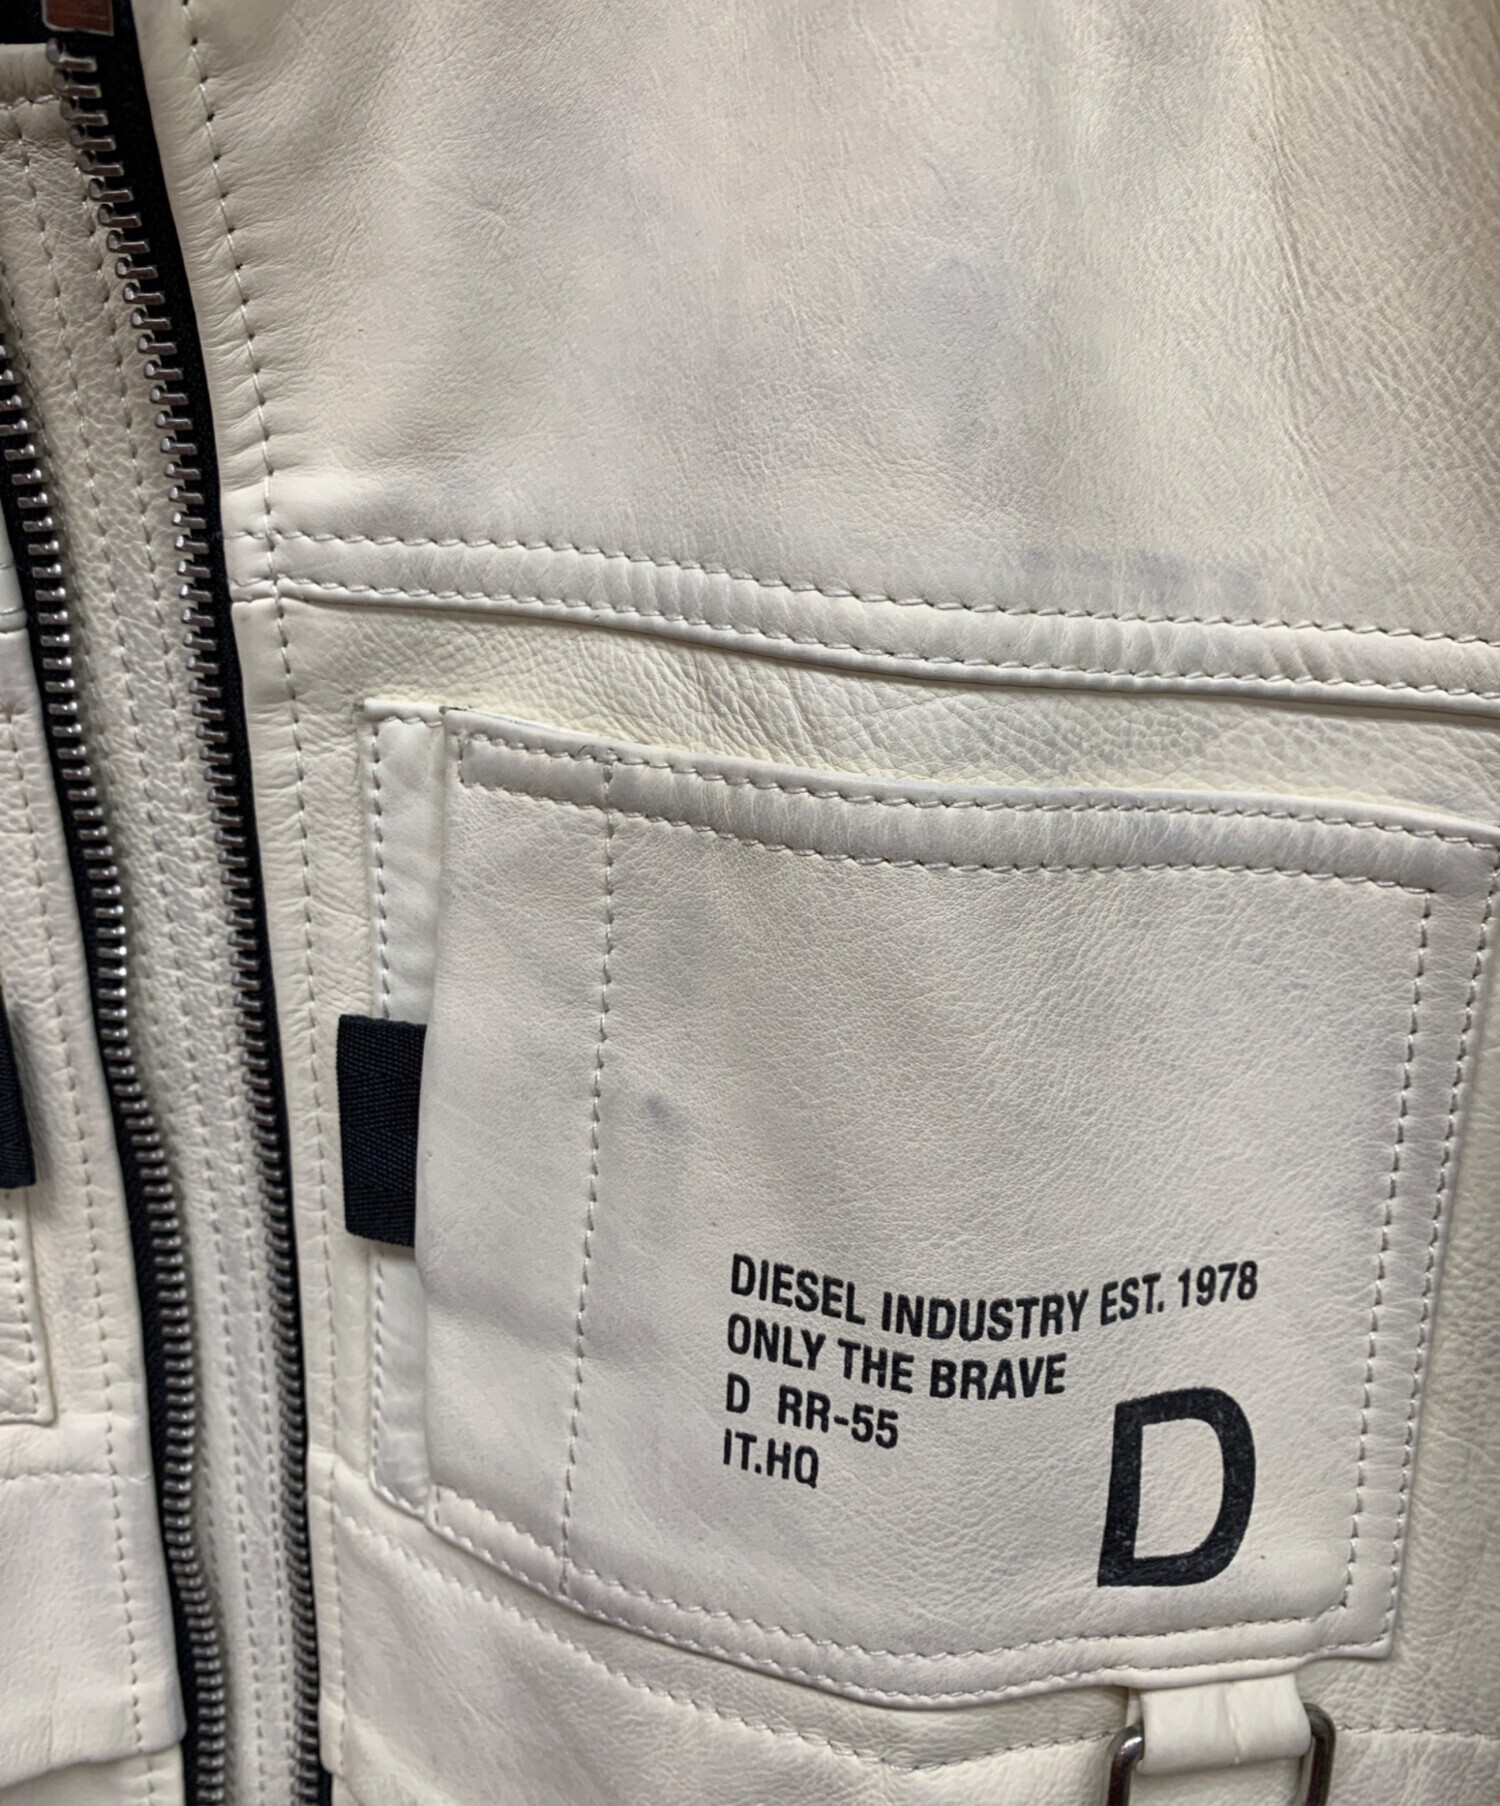 DIESEL INDUSTRY EST. 1978
ONLY THE BRAVE
D RR-55
IT.HQ
D